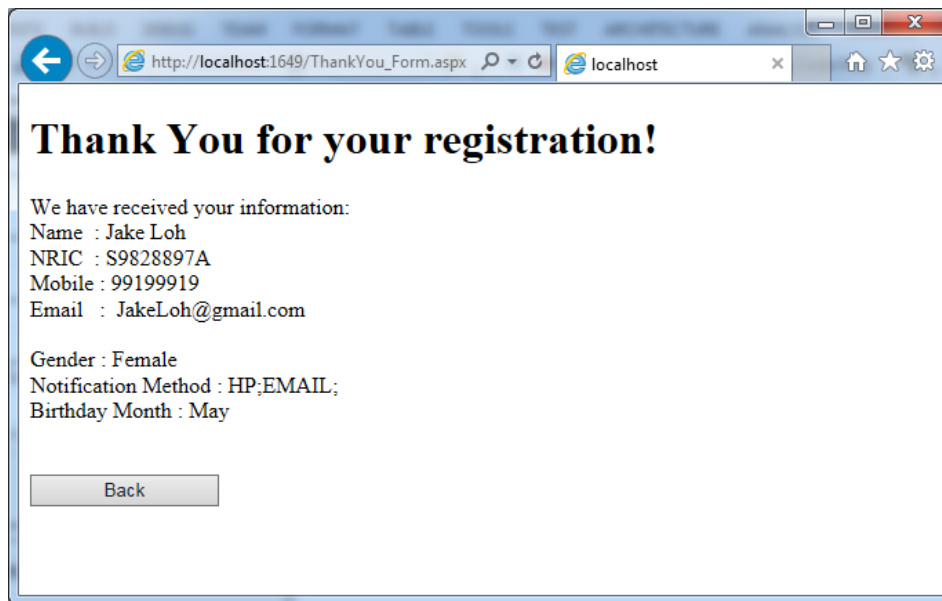 http://localhost:1649/ThankYou_Form.aspx
localhost
Thank You for your registration!
We have received your information:
Name : Jake Loh
NRIC : S9828897A
Mobile : 99199919
Email : JakeLoh@gmail.com
Gender : Female
Notification Method : HP;EMAIL;
Birthday Month : May
Back